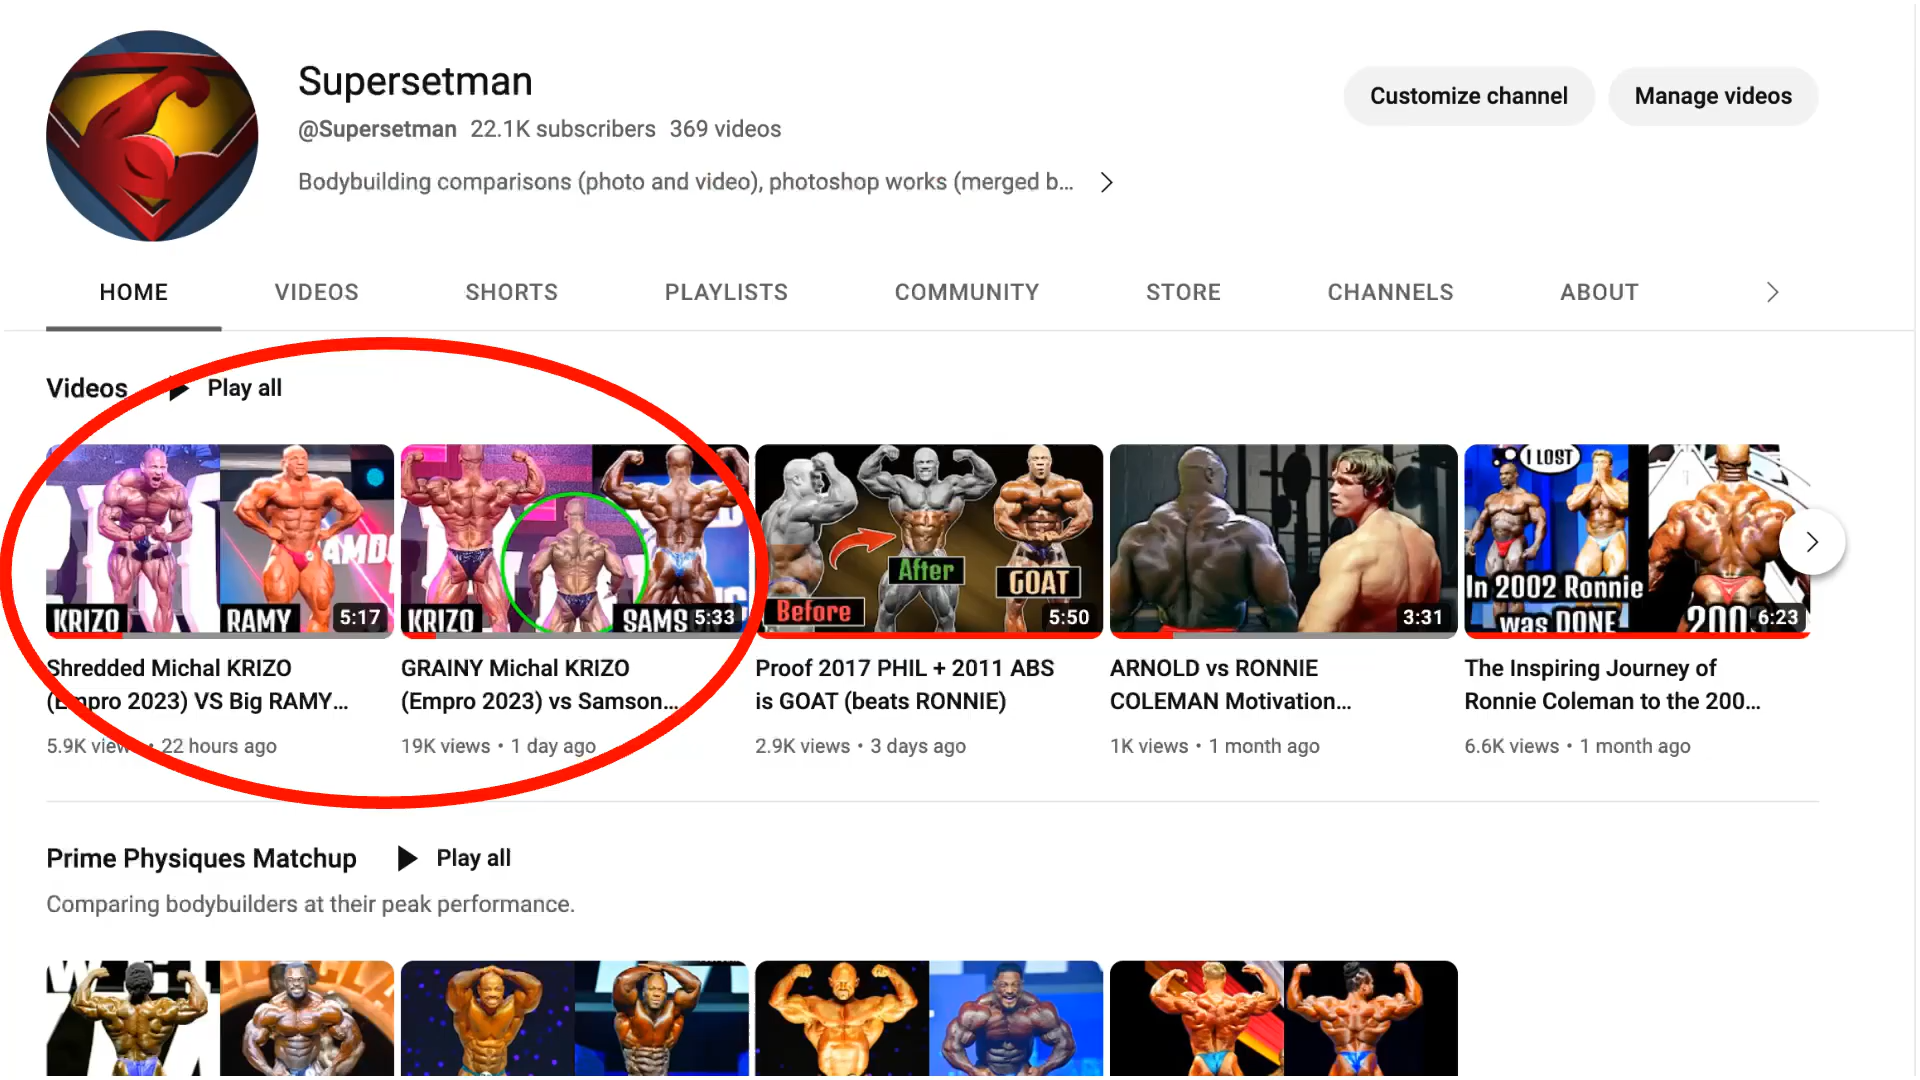 Supersetman
@Supersetman 22.1K subscribers 369 videos
Bodybuilding comparisons (photo and video), photoshop works (merged b...
Customize channel
Manage videos
HOME VIDEOS SHORTS PLAYLISTS COMMUNITY STORE CHANNELS ABOUT
Videos Play all
KRIZO RAMY 5:17
AMDO
Shredded Michal KRIZO
(Empro 2023) VS Big RAMY...
5.9K views • 22 hours ago
KRIZO SAMS 5:33
GRAINY Michal KRIZO
(Empro 2023) vs Samson...
19K views • 1 day ago
Before After GOAT 5:50
Proof 2017 PHIL + 2011 ABS
is GOAT (beats RONNIE)
2.9K views • 3 days ago
3:31
ARNOLD vs RONNIE
COLEMAN Motivation...
1K views • 1 month ago
I LOST
In 2002 Ronnie
was DONE
200
6:23
The Inspiring Journey of
Ronnie Coleman to the 200...
6.6K views • 1 month ago
Prime Physiques Matchup Play all
Comparing bodybuilders at their peak performance.